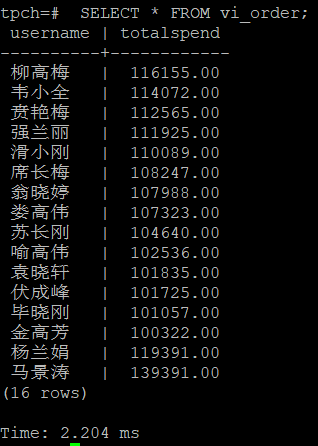 tpch=#  SELECT * FROM vi_order;
 username | totalspend
----------+------------
 柳高梅   |  116155.00
 韦小全   |  114072.00
 贲艳梅   |  112565.00
 强兰丽   |  111925.00
 滑小刚   |  110089.00
 席长梅   |  108247.00
 翁晓婷   |  107988.00
 娄高伟   |  107323.00
 苏长刚   |  104640.00
 喻高伟   |  102536.00
 袁晓轩   |  101835.00
 伏成峰   |  101725.00
 毕晓刚   |  101057.00
 金高芳   |  100322.00
 杨兰娟   |  119391.00
 马景涛   |  139391.00
(16 rows)
Time: 2.204 ms